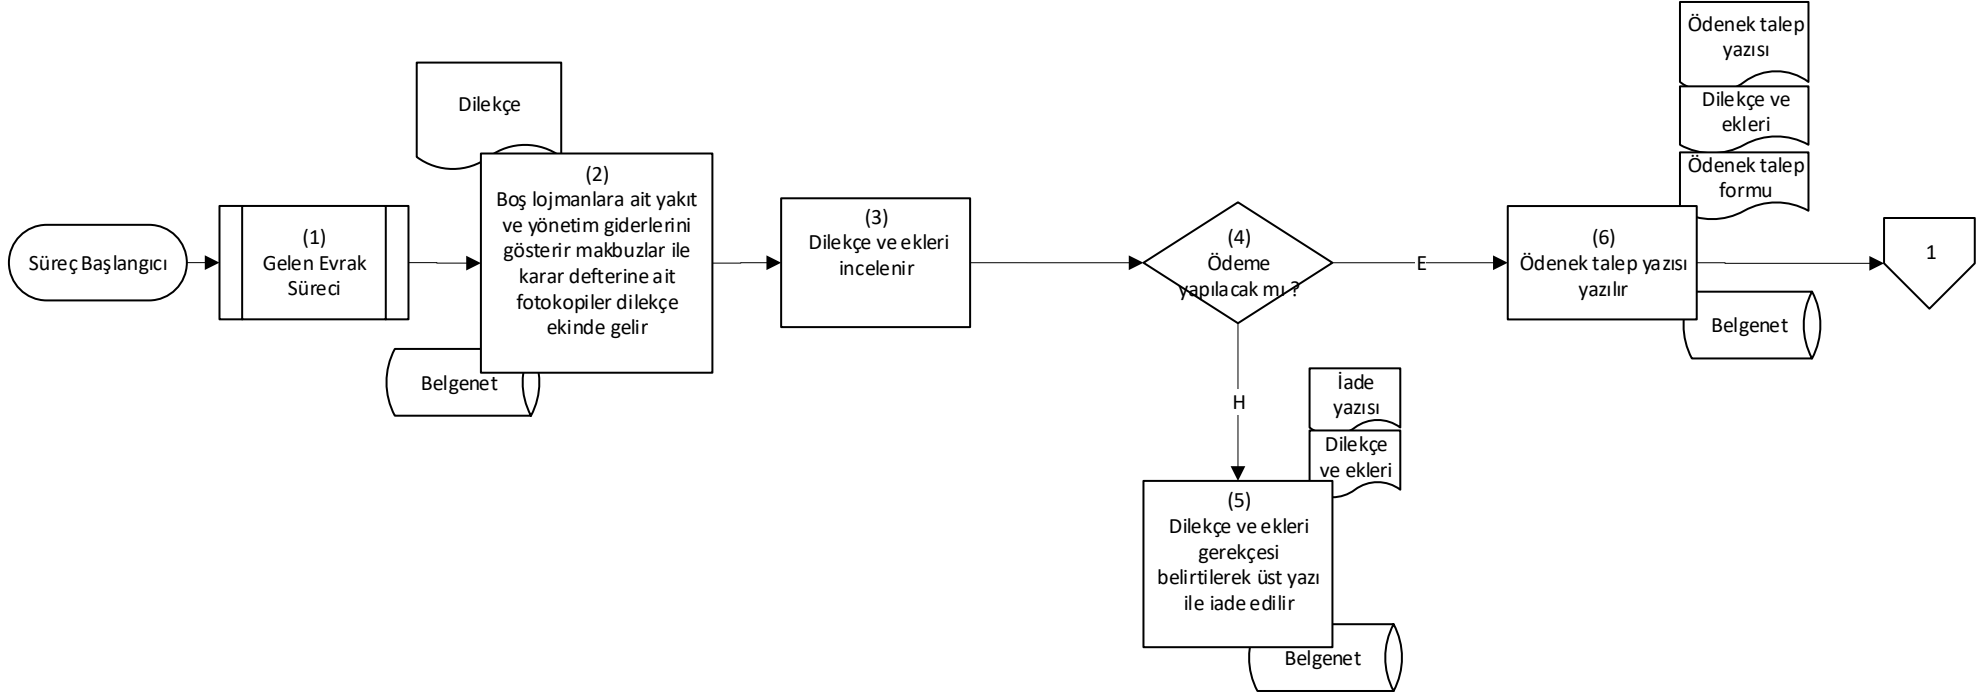 Süreç Başlangıcı
(1)
Gelen Evrak
Süreci
Dilekçe
(2)
Boş lojmanlara ait yakıt
ve yönetim giderlerini
gösterir makbuzlar ile
karar defterine ait
fotokopiler dilekçe
ekinde gelir
Belgenet
(3)
Dilekçe ve ekleri
incelenir
(4)
Ödeme
yapılacak mı ?
E
H
İade
yazısı
Dilekçe
ve ekleri
(5)
Dilekçe ve ekleri
gerekçesi
belirtilerek üst yazı
ile iade edilir
Belgenet
Ödenek talep
yazısı
Dilekçe ve
ekleri
Ödenek talep
formu
(6)
Ödenek talep yazısı
yazılır
Belgenet
1